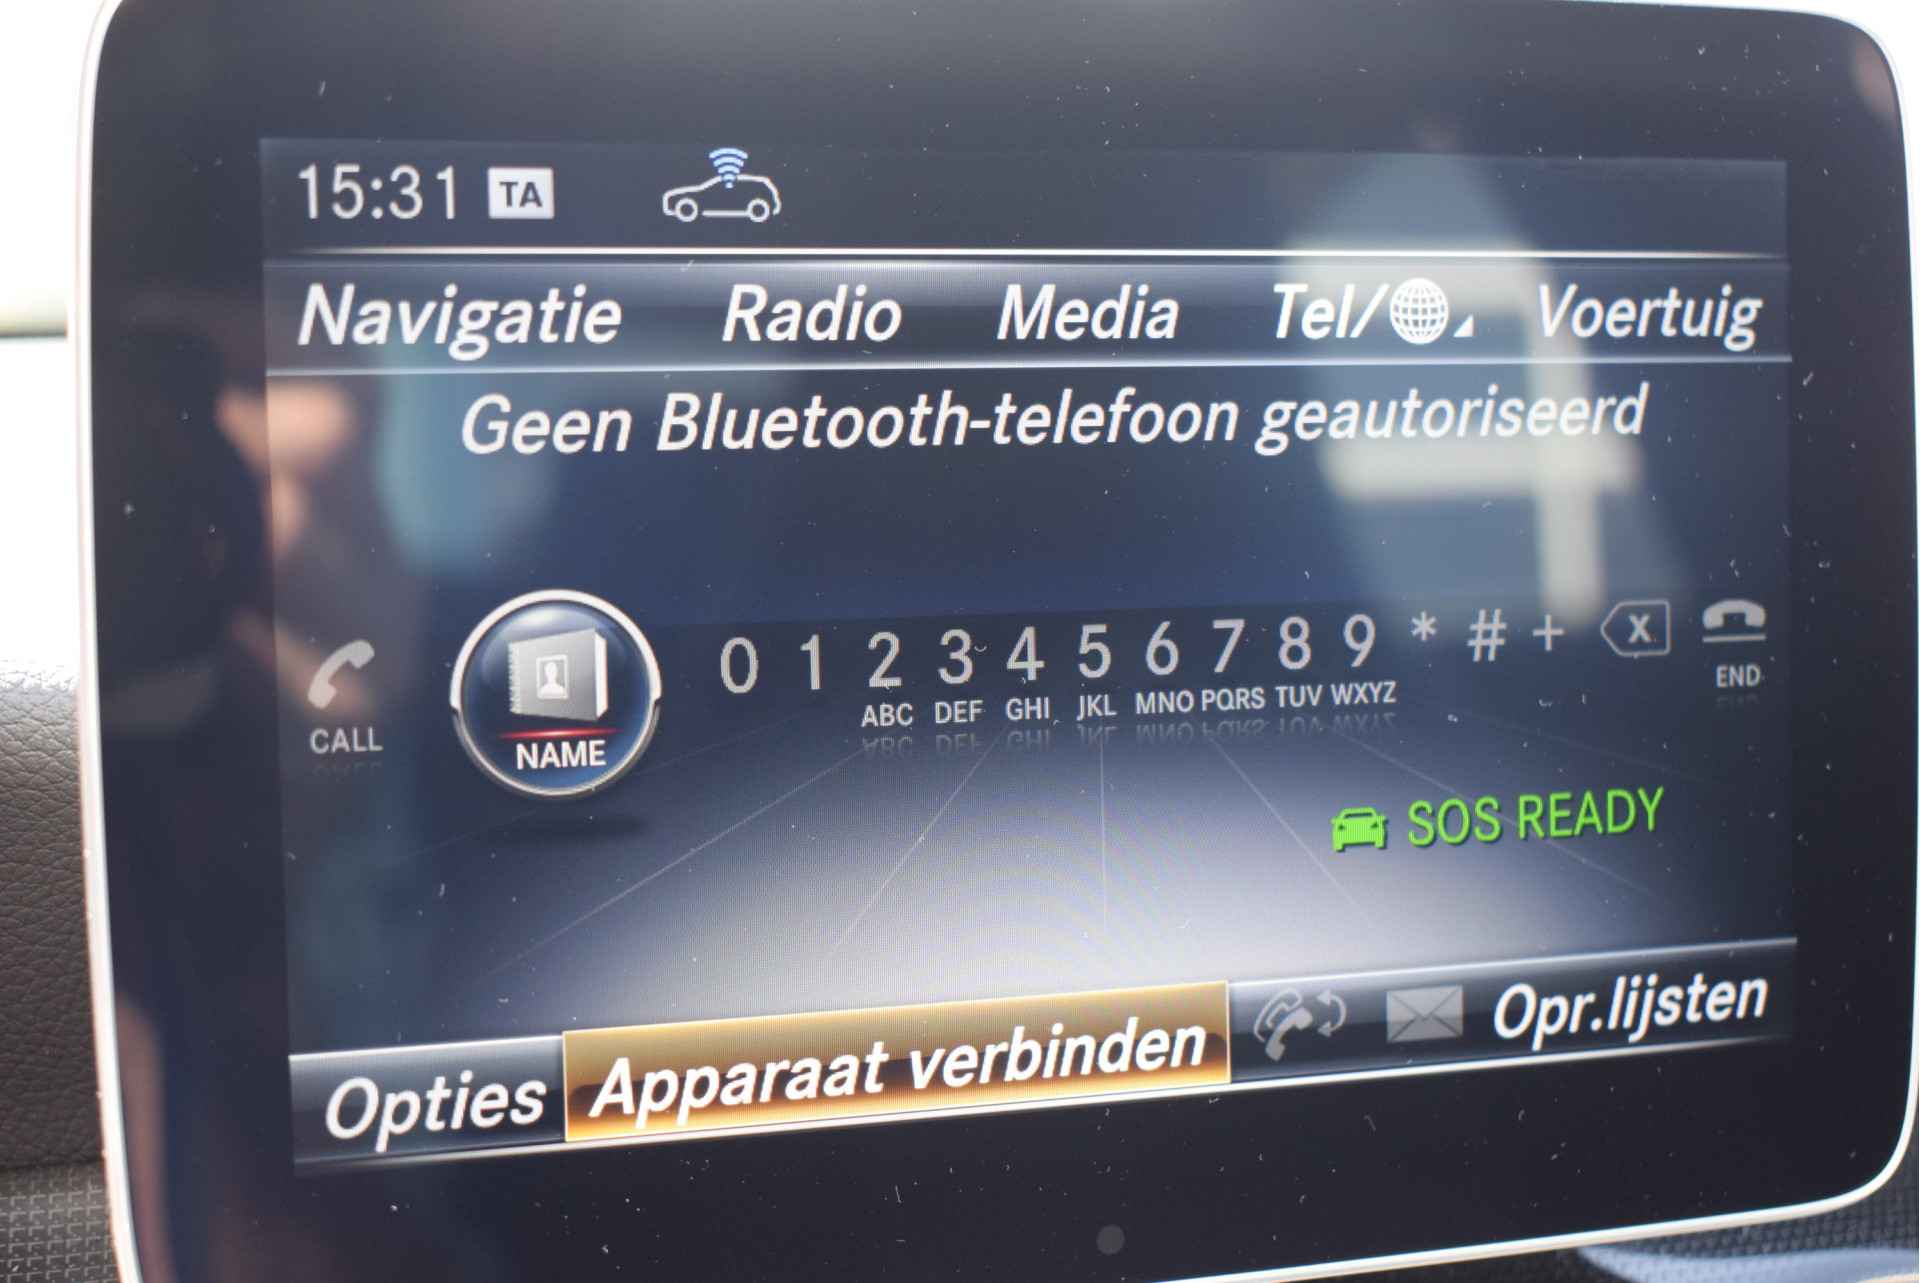 15:31 TA
Navigatie Radio Media Tel/ Voertuig
Geen Bluetooth-telefoon geautoriseerd
0 1 2 3 4 5 6 7 8 9 * # + X
ABC DEF GHI JKL MNO PQRS TUV WXYZ
CALL NAME END
SOS READY
Opties Apparaat verbinden Opr.lijsten